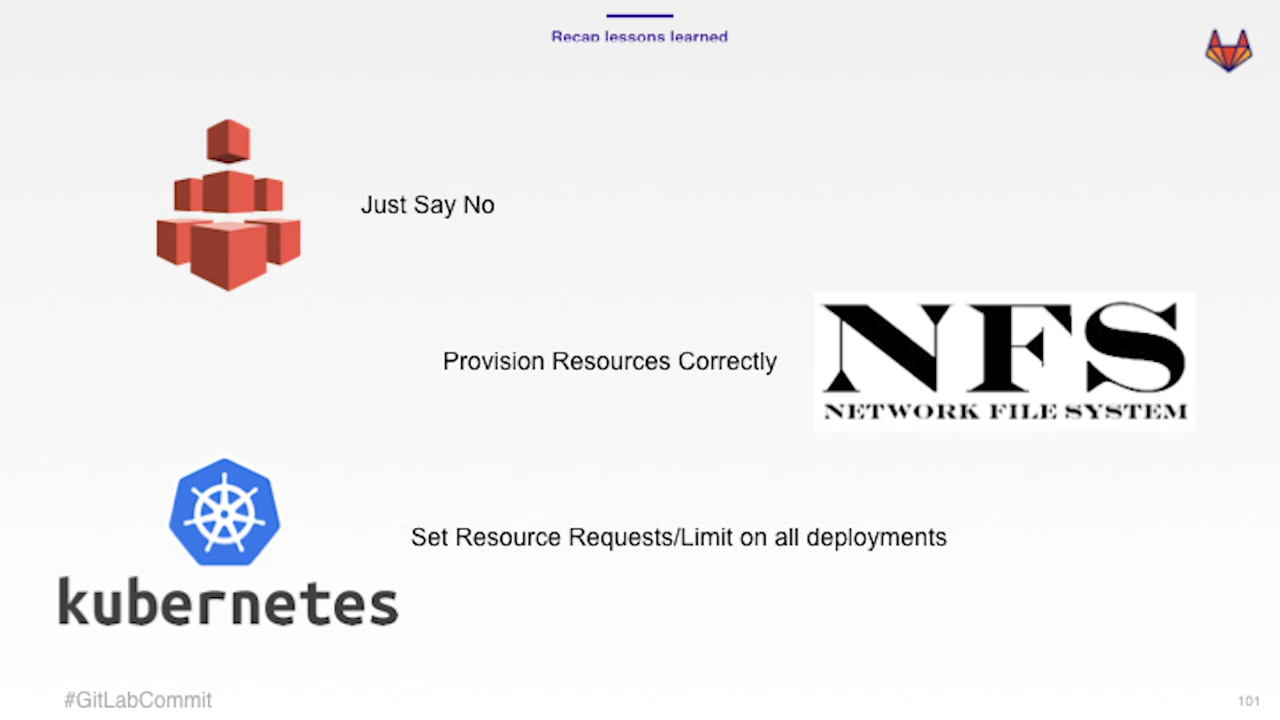 Recap lessons learned
Just Say No
Provision Resources Correctly
NFS
NETWORK FILE SYSTEM
Set Resource Requests/Limit on all deployments
kubernetes
#GitLabCommit
101